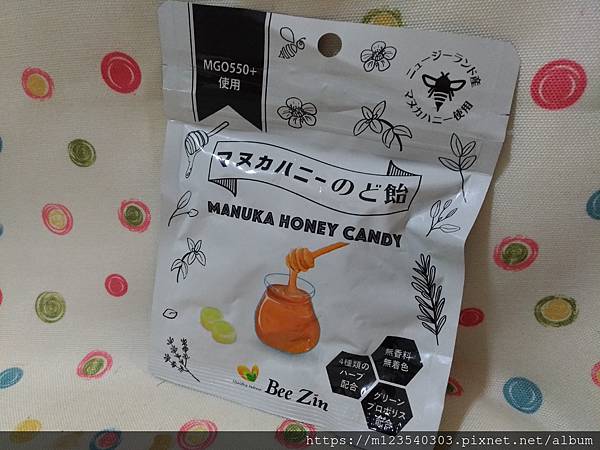 MGO550+
使用
ニュージーランド産
マヌカハニー使用
マヌカハニーのど飴
MANUKA HONEY CANDY
無香料
無着色
4種類の
ハーブ
配合
グリーン
プロポリス
配合
Bee Zin
https://m123540303.pixnet.net/album